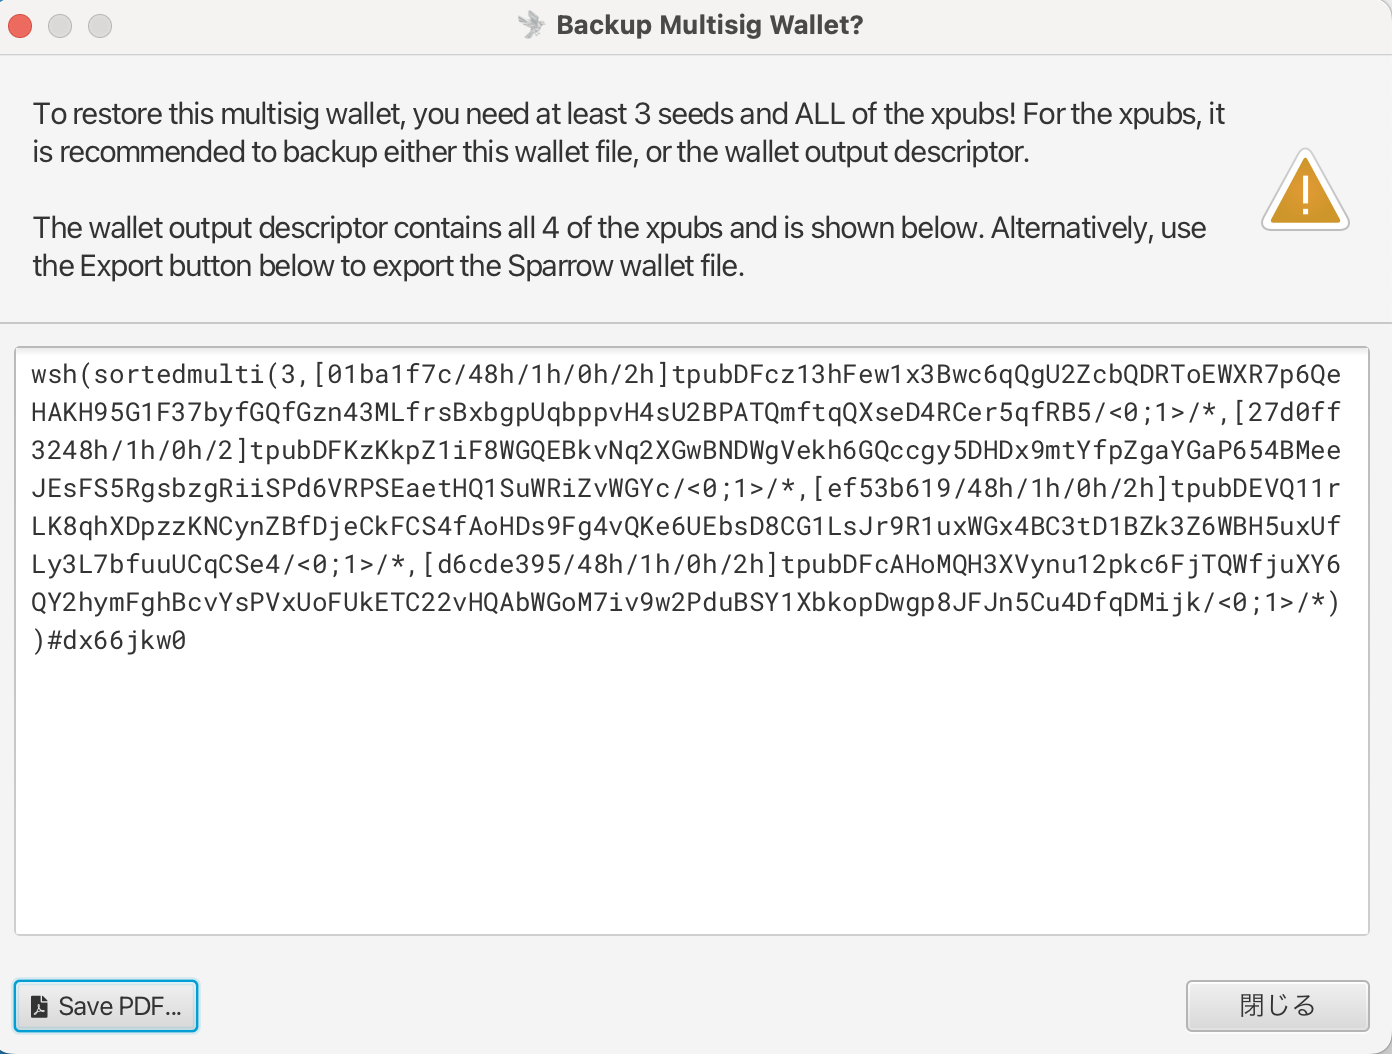 Backup Multisig Wallet?
To restore this multisig wallet, you need at least 3 seeds and ALL of the xpubs! For the xpubs, it
is recommended to backup either this wallet file, or the wallet output descriptor.
The wallet output descriptor contains all 4 of the xpubs and is shown below. Alternatively, use
the Export button below to export the Sparrow wallet file.
wsh(sortedmulti(3,[01ba1f7c/48h/1h/0h/2h]tpubDFcz13hFew1x3Bwc6qQgU2ZcbQDRToEWXR7p6Qe
HAKH95G1F37byfGQfGzn43MLfrsBxbgpUqbppvH4sU2BPATQmftqQXseD4RCer5qfRB5/<0;1>/*,[27d0ff
3248h/1h/0h/2]tpubDFKzKkpZ1iF8WGQEBkvNq2XGwBNDWgVekh6GQccgy5DHDx9mtYfpZgaYGaP654BMee
JEsFS5RgsbzgRiiSPd6VRPSEaetHQ1SuWRiZvWGYc/<0;1>/*,[ef53b619/48h/1h/0h/2h]tpubDEVQ11r
LK8qhXDpzzKNCynZBfDjeCkFCS4fAoHDs9Fg4vQKe6UEbsD8CG1LsJr9R1uxWGx4BC3tD1BZk3Z6WBH5uxUf
Ly3L7bfuuUCqCSe4/<0;1>/*,[d6cde395/48h/1h/0h/2h]tpubDFcAHoMQH3XVynu12pkc6FjTQWfjuXY6
QY2hymFghBcvYsPVxUoFUkETC22vHQAbWGoM7iv9w2PduBSY1XbkopDwgp8JFJn5Cu4DfqDMijk/<0;1>/*)
)#dx66jkw0
Save PDF...
閉じる